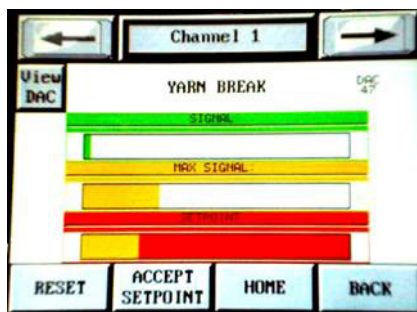 Channel 1
View
DAC
YARN BREAK
DAC
47
SIGNAL
MAX SIGNAL:
SETPOINT
RESET
ACCEPT
SETPOINT
HOME
BACK